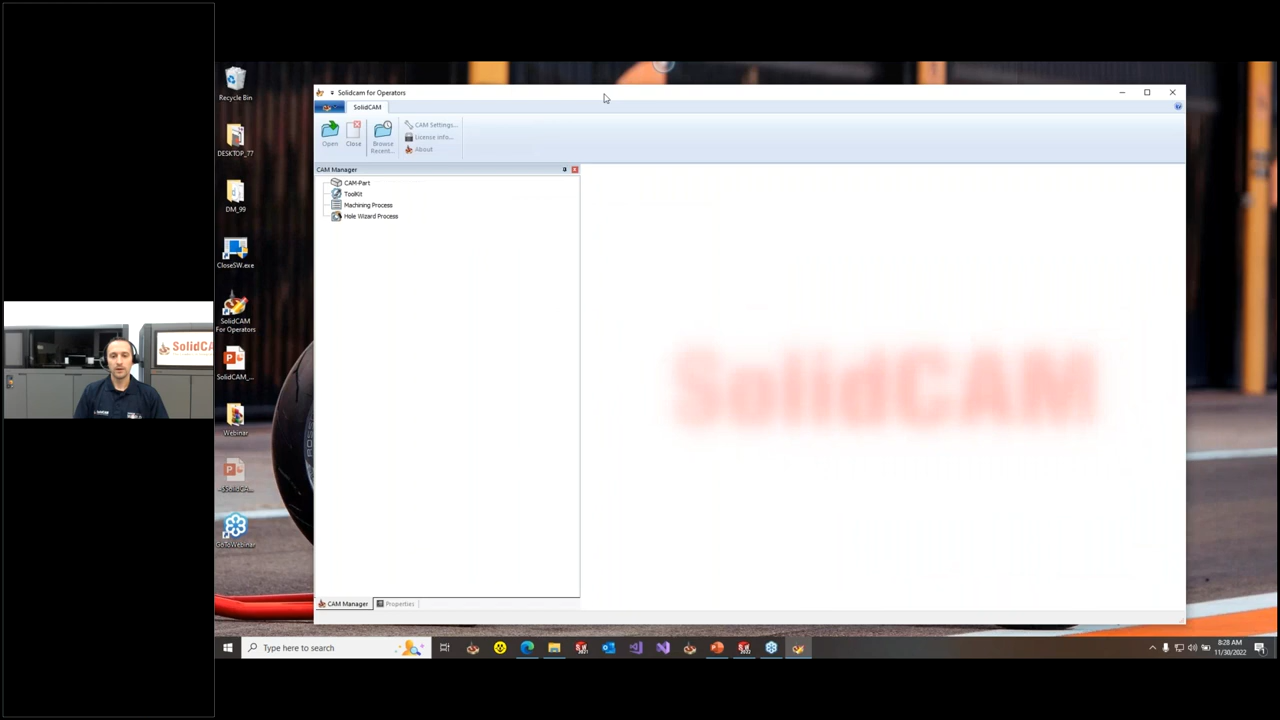 Recycle Bin
DESKTOP_77
DM_99
CloseSW.exe
SolidCAM
For Operators
SolidCAM_...
Webinar
GoToWebinar
SolidCA
Solidcam for Operators
SolidCAM
Open
Close
Browse
Recent...
CAM Settings...
License info...
About
CAM Manager
CAM-Part
ToolKit
Machining Process
Hole Wizard Process
SolidCAM
CAM Manager
Properties
Type here to search
8:28 AM
11/30/2022